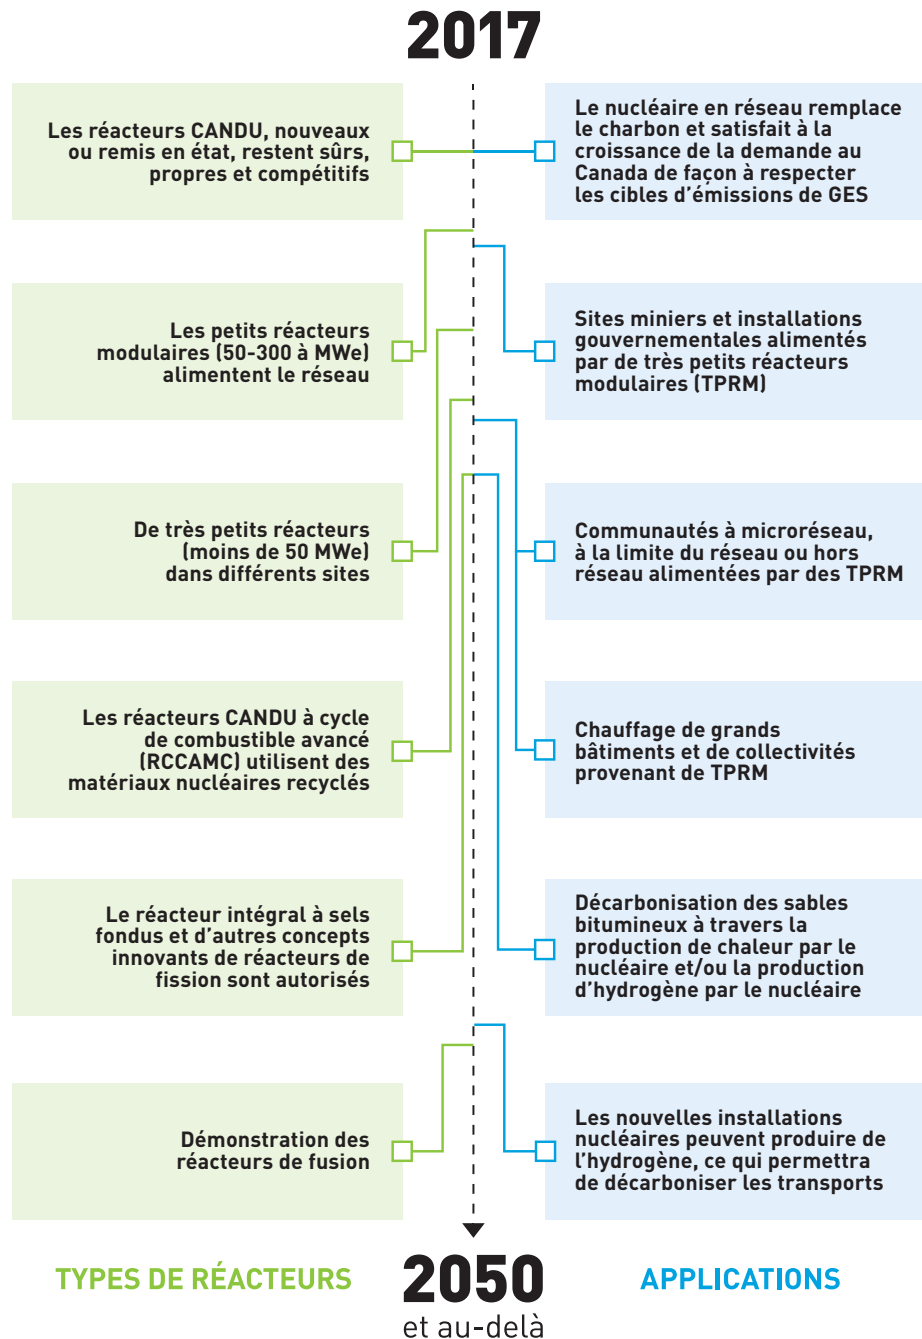 2017
Les réacteurs CANDU, nouveaux
ou remis en état, restent sûrs,
propres et compétitifs
Le nucléaire en réseau remplace
le charbon et satisfait à la
croissance de la demande au
Canada de façon à respecter
les cibles d'émissions de GES
Les petits réacteurs
modulaires (50-300 à MWe)
alimentent le réseau
Sites miniers et installations
gouvernementales alimentés
par de très petits réacteurs
modulaires (TPRM)
De très petits réacteurs
(moins de 50 MWe)
dans différents sites
Communautés à microréseau,
à la limite du réseau ou hors
réseau alimentées par des TPRM
Les réacteurs CANDU à cycle
de combustible avancé
(RCCAMC) utilisent des
matériaux nucléaires recyclés
Chauffage de grands
bâtiments et de collectivités
provenant de TPRM
Le réacteur intégral à sels
fondus et d'autres concepts
innovants de réacteurs de
fission sont autorisés
Décarbonisation des sables
bitumineux à travers la
production de chaleur par le
nucléaire et/ou la production
d'hydrogène par le nucléaire
Démonstration des
réacteurs de fusion
Les nouvelles installations
nucléaires peuvent produire de
l'hydrogène, ce qui permettra
de décarboniser les transports
TYPES DE RÉACTEURS
2050
et au-delà
APPLICATIONS